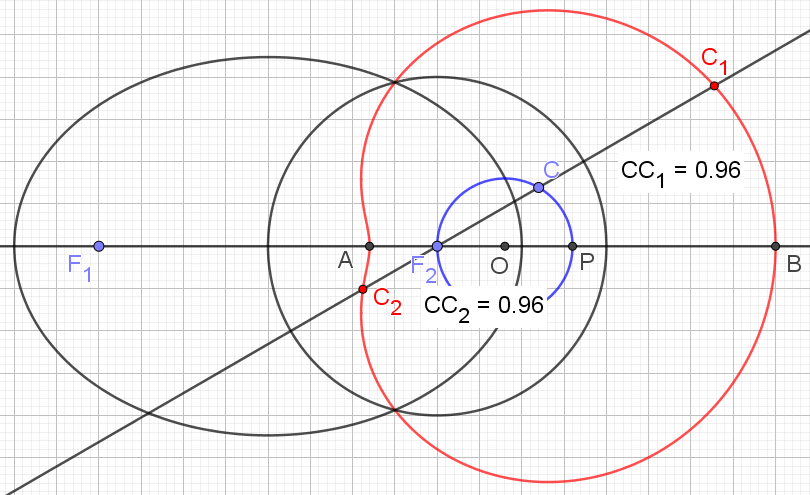 C₁
C
CC₁ = 0.96
F₁
A
F₂
O
P
B
C₂
CC₂ = 0.96